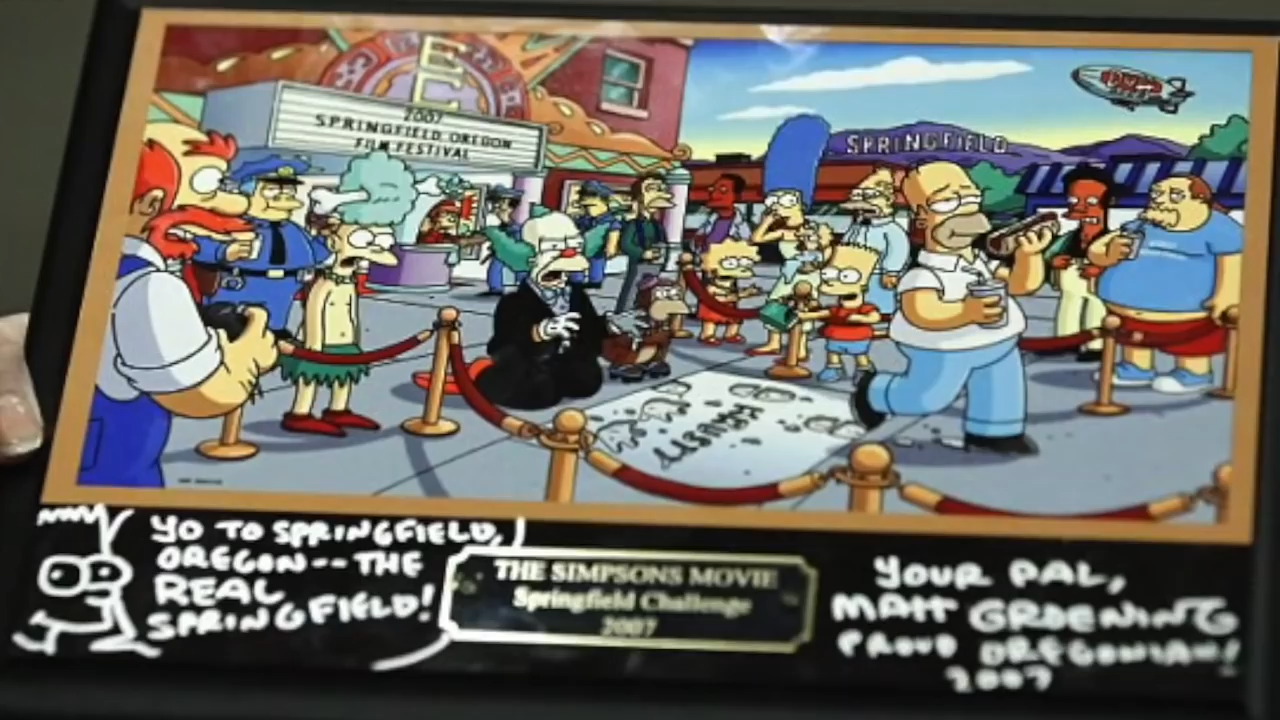 2007
SPRINGFIELD OREGON
FILM FESTIVAL
SPRINGFIELD
KRUSTY
YO TO SPRINGFIELD,
OREGON--THE
REAL
SPRINGFIELD!
THE SIMPSONS MOVIE
Springfield Challenge
2007
YOUR PAL,
MATT GROENING
PROUD OREGONIAN!
2007